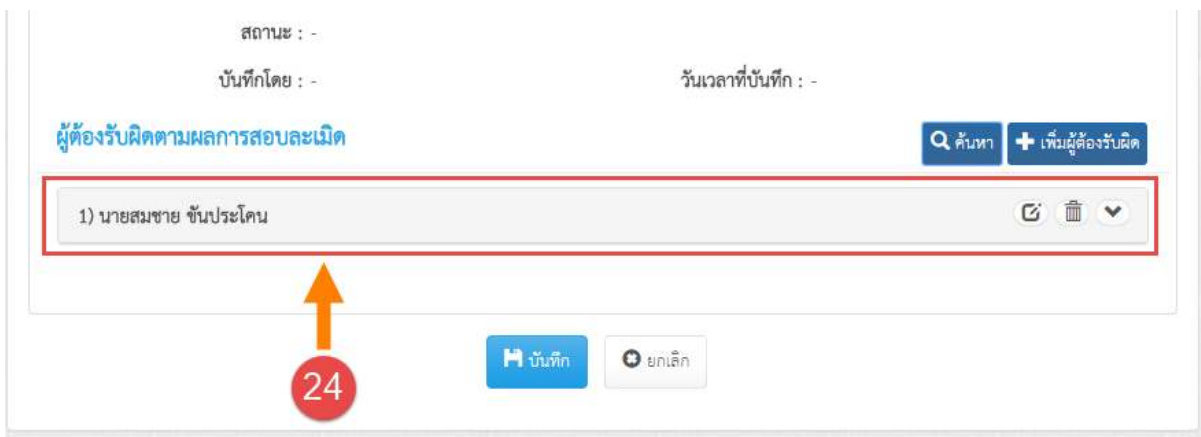 สถานะ : -
บันทึกโดย : - วันเวลาที่บันทึก : -
ผู้ต้องรับผิดตามผลการสอบละเมิด ค้นหา เพิ่มผู้ต้องรับผิด
1) นายสมชาย ขันประโคน
บันทึก ยกเลิก
24